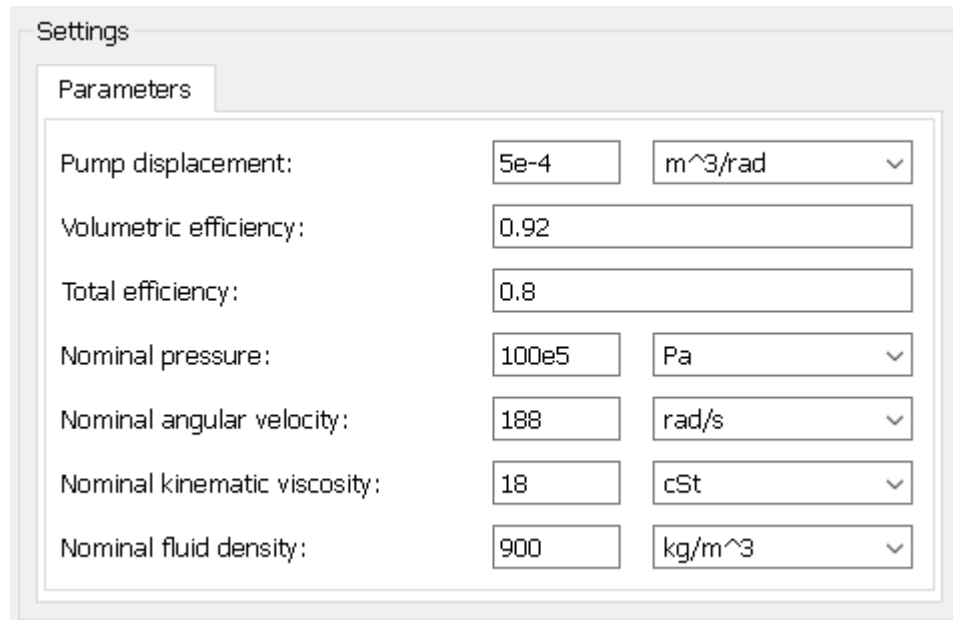 Settings
Parameters
Pump displacement: 5e-4 m^3/rad
Volumetric efficiency: 0.92
Total efficiency: 0.8
Nominal pressure: 100e5 Pa
Nominal angular velocity: 188 rad/s
Nominal kinematic viscosity: 18 cSt
Nominal fluid density: 900 kg/m^3